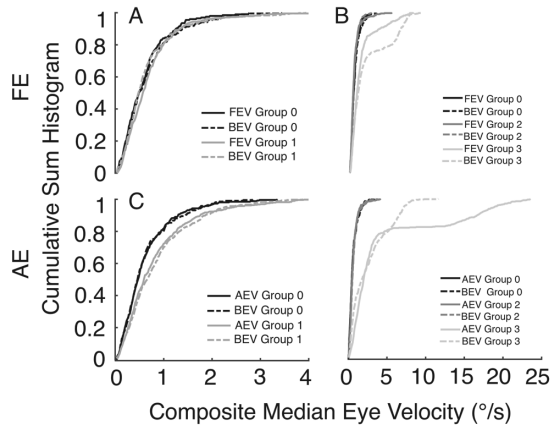 A
B
FE
Cumulative Sum Histogram
1
0.8
0.6
0.4
0.2
0
FEV Group 0
BEV Group 0
FEV Group 1
BEV Group 1
FEV Group 0
BEV Group0
FEV Group 2
BEV Group 2
FEV Group 3
BEV Group 3
C
AE
1
0.8
0.6
0.4
0.2
0
AEV Group 0
BEV Group 0
AEV Group 1
BEV Group 1
AEV Group 0
BEV Group 0
AEV Group 2
BEV Group 2
AEV Group 3
BEV Group 3
0 1 2 3 4
0 5 10 15 20 25
Composite Median Eye Velocity (°/s)